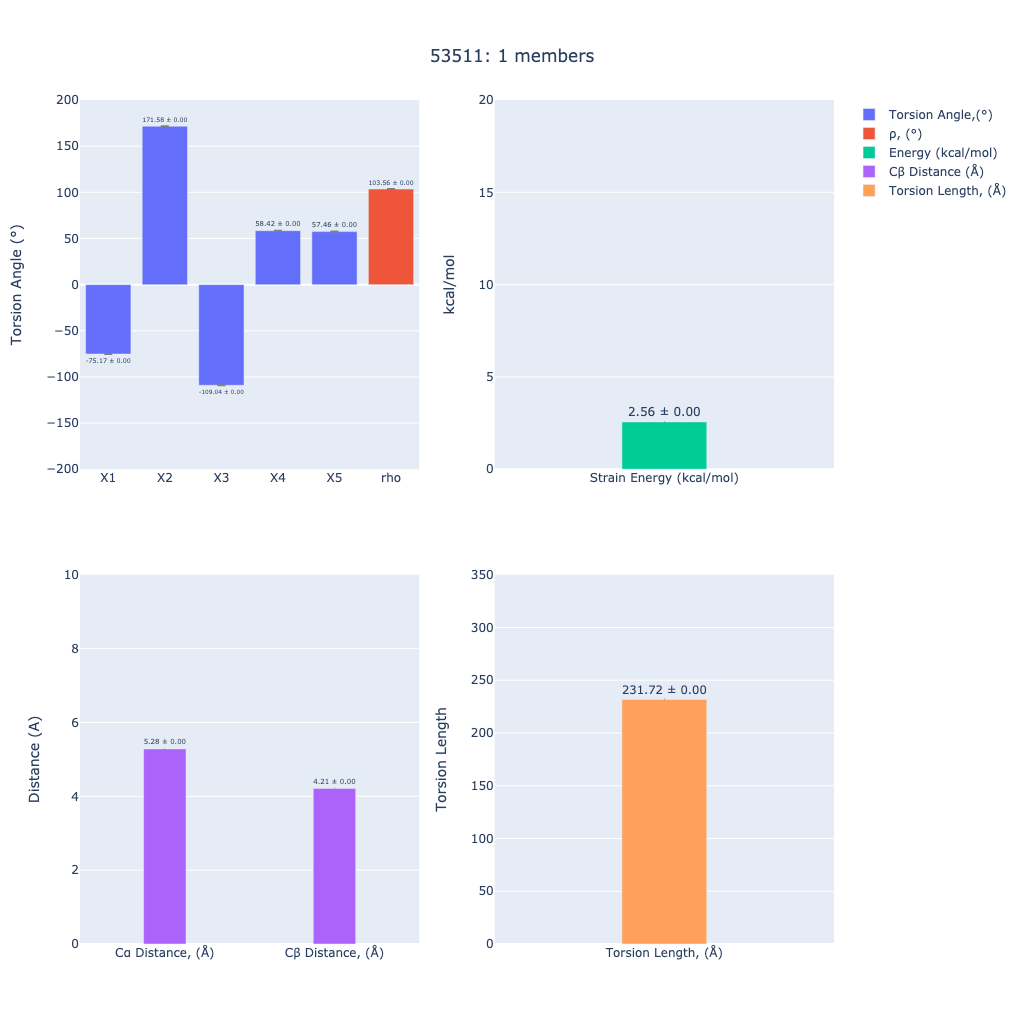 53511: 1 members
Torsion Angle (°)
200
150
100
50
0
−50
−100
−150
−200
-75.17 ± 0.00
171.58 ± 0.00
-109.04 ± 0.00
58.42 ± 0.00
57.46 ± 0.00
103.56 ± 0.00
X1 X2 X3 X4 X5 rho
kcal/mol
20
15
10
5
0
2.56 ± 0.00
Strain Energy (kcal/mol)
Torsion Angle,(°)
ρ, (°)
Energy (kcal/mol)
Cβ Distance (Å)
Torsion Length, (Å)
Distance (A)
10
8
6
4
2
0
5.28 ± 0.00
4.21 ± 0.00
Cα Distance, (Å) Cβ Distance, (Å)
Torsion Length
350
300
250
200
150
100
50
0
231.72 ± 0.00
Torsion Length, (Å)